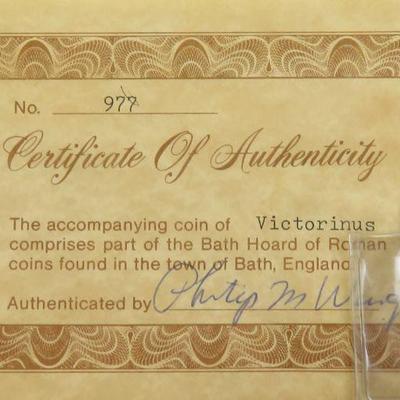 No. 977
Certificate Of Authenticity
The accompanying coin of Victorinus
comprises part of the Bath Hoard of Roman
coins found in the town of Bath, England
Authenticated by Philip M